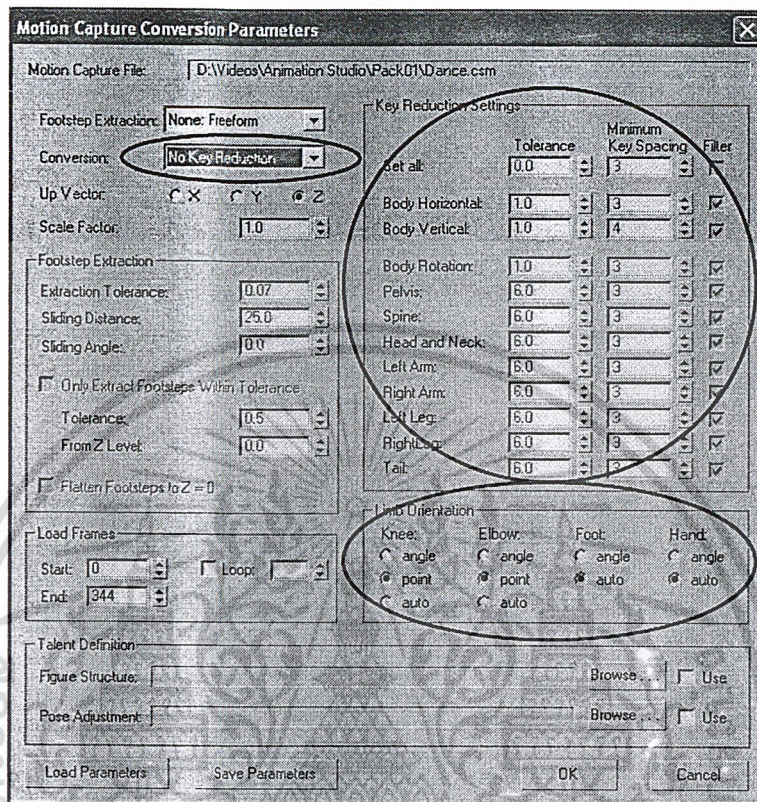 Motion Capture Conversion Parameters
Motion Capture File: D:\Videos\Animation Studio\Pack01\Dance.csm
Footstep Extraction: None: Freeform
Conversion: No Key Reduction
Up Vector: X Y Z
Scale Factor: 1.0
Footstep Extraction
Extraction Tolerance: 0.07
Sliding Distance: 25.0
Sliding Angle: 0.0
Only Extract Footsteps Within Tolerance
Tolerance: 0.5
From Z Level: 0.0
Flatten Footsteps to Z = 0
Load Frames
Start: 0 Loop:
End: 344
Key Reduction Settings
Tolerance Minimum Key Spacing Filter
Set all: 0.0 3
Body Horizontal: 1.0 3
Body Vertical: 1.0 4
Body Rotation: 1.0 3
Pelvis: 6.0 3
Spine: 6.0 3
Head and Neck: 6.0 3
Left Arm: 6.0 3
Right Arm: 6.0 3
Left Leg: 6.0 3
Right Leg: 6.0 3
Tail: 6.0 3
Limb Orientation
Knee: Elbow: Foot: Hand:
angle angle angle angle
point point auto auto
auto auto
Talent Definition
Figure Structure: Browse... Use
Pose Adjustment: Browse... Use
Load Parameters Save Parameters OK Cancel